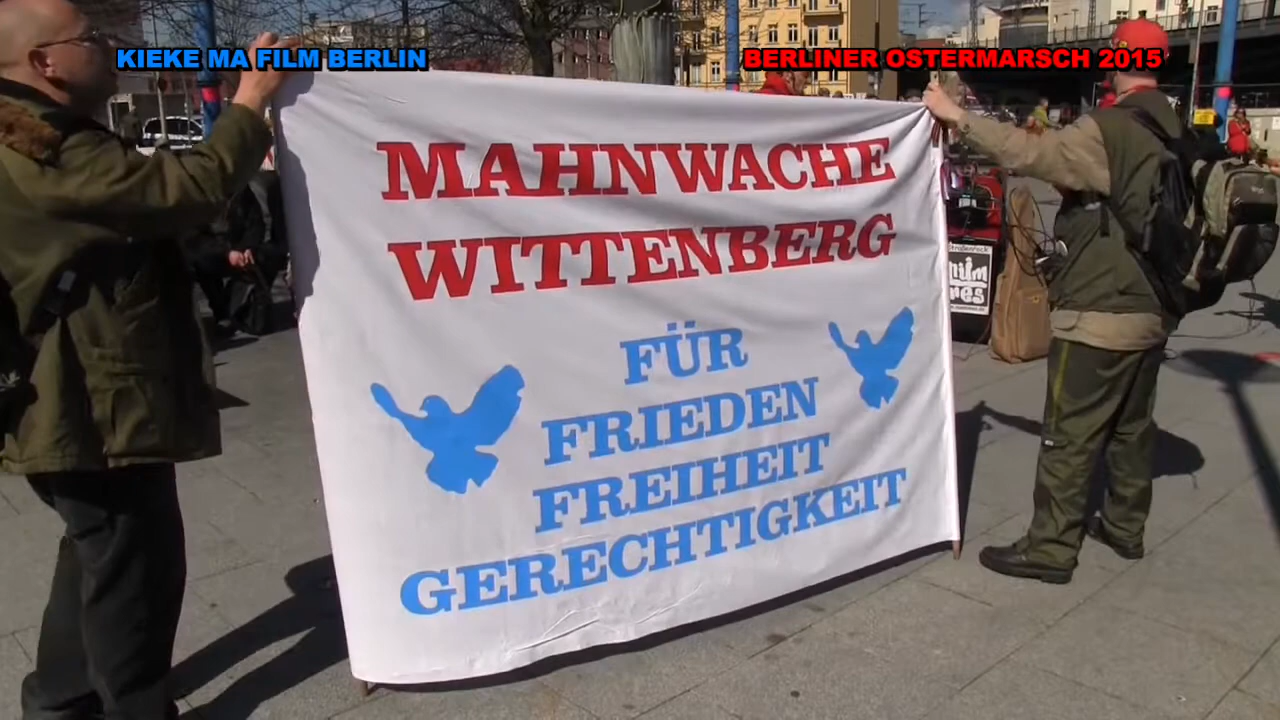 KIEKE MA FILM BERLIN
BERLINER OSTERMARSCH 2015
MAHNWACHE
WITTENBERG
FÜR
FRIEDEN
FREIHEIT
GERECHTIGKEIT